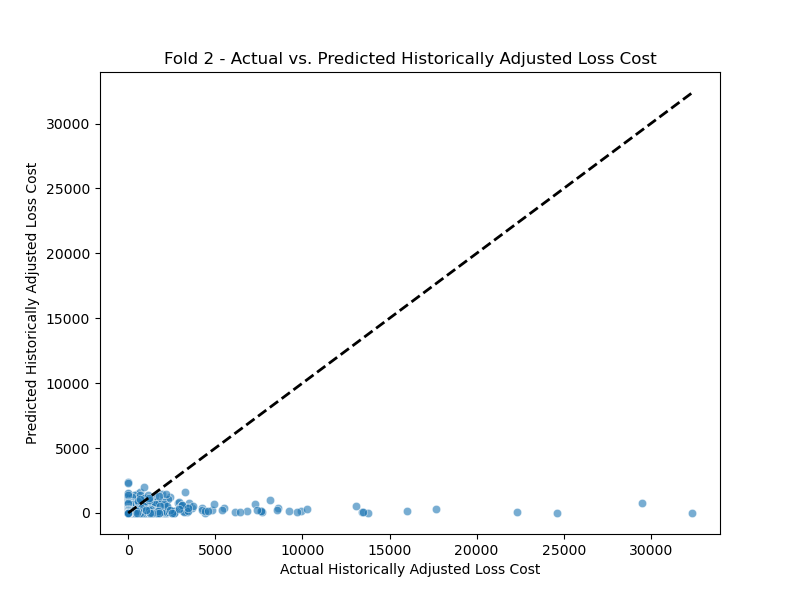 Fold 2 - Actual vs. Predicted Historically Adjusted Loss Cost
Predicted Historically Adjusted Loss Cost
30000
25000
20000
15000
10000
5000
0
0 5000 10000 15000 20000 25000 30000
Actual Historically Adjusted Loss Cost